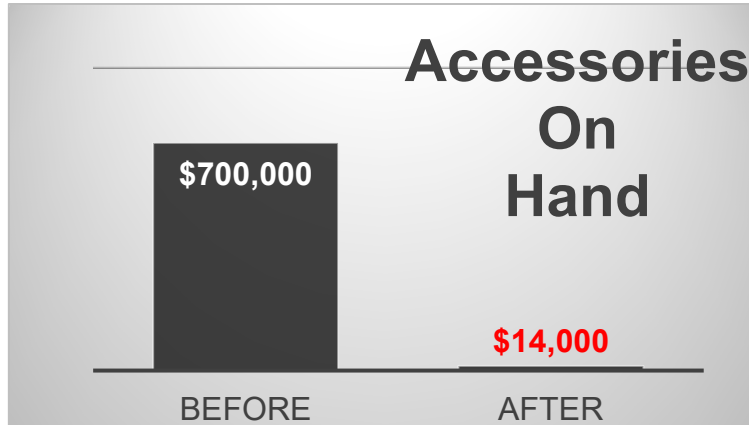 Accessories
On
Hand
$700,000
$14,000
BEFORE
AFTER